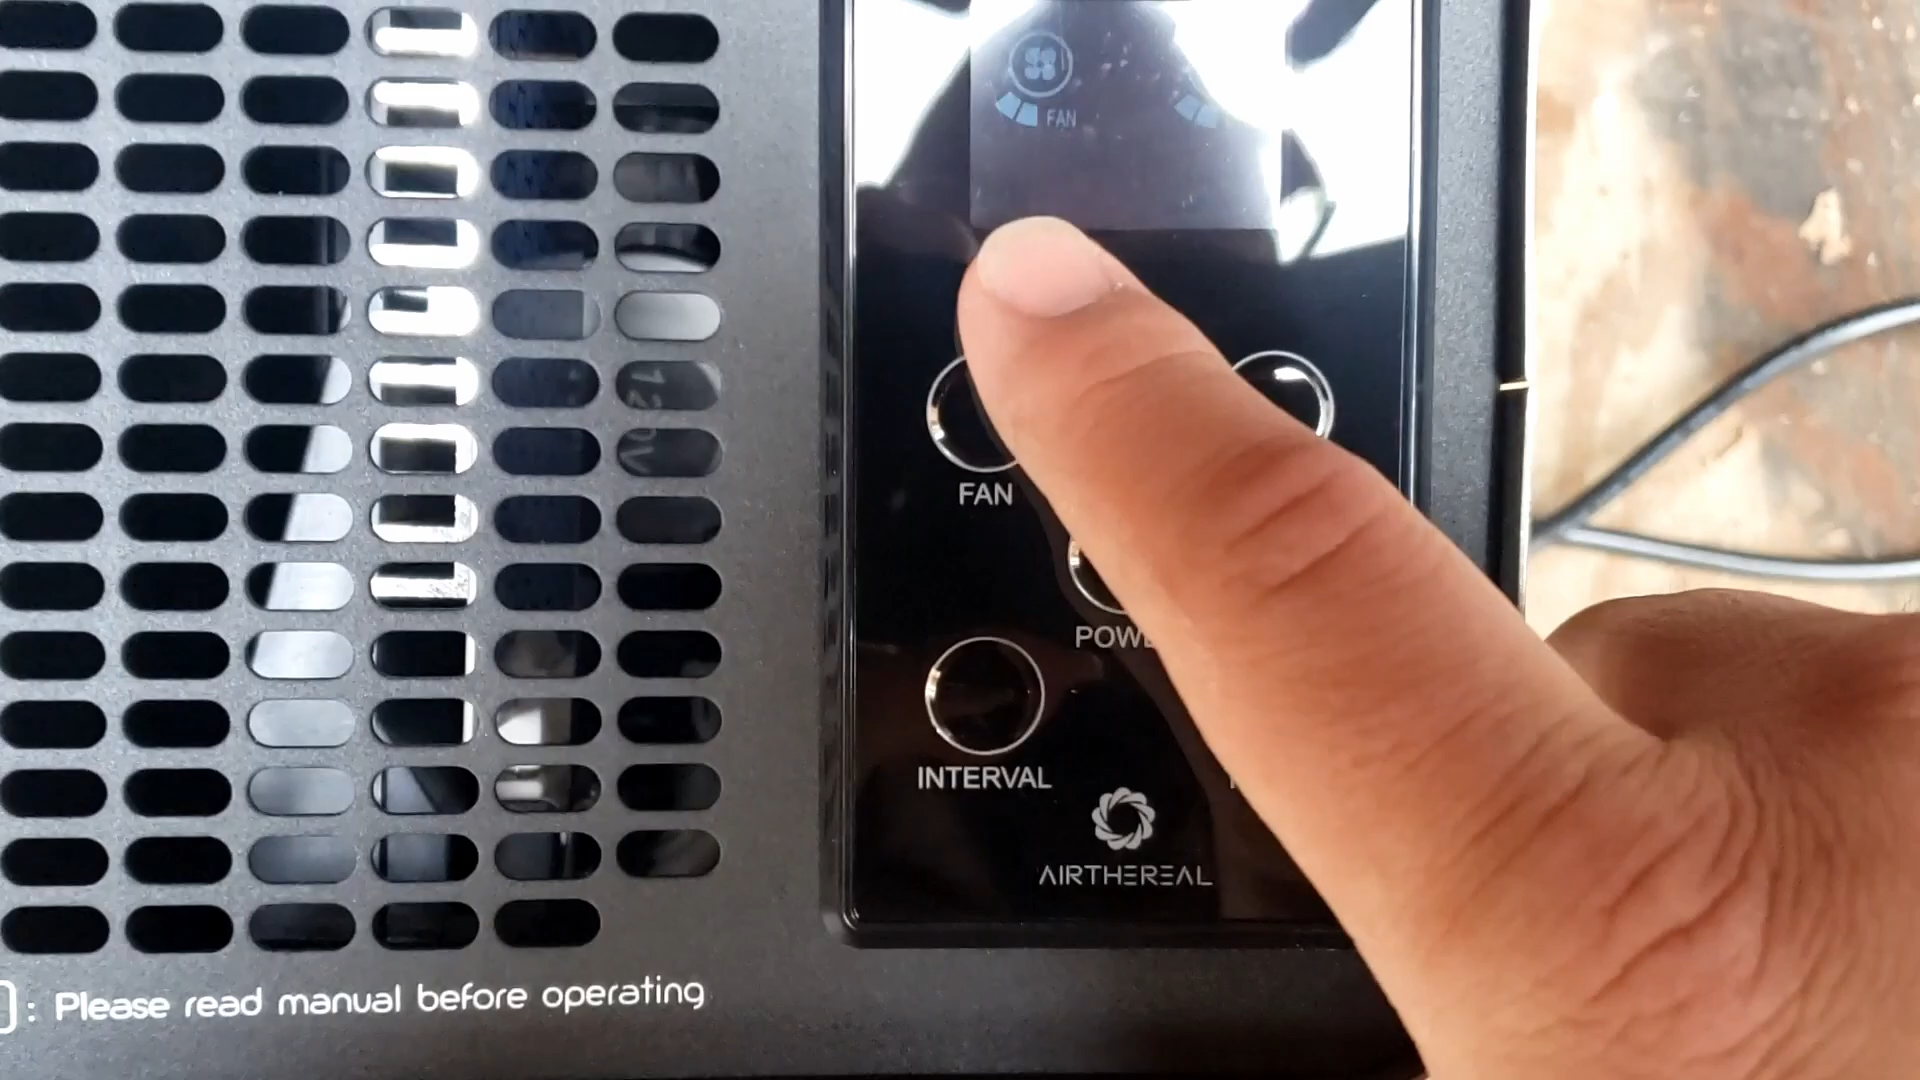 FAN
FAN
INTERVAL
AIRTHEREAL
: Please read manual before operating